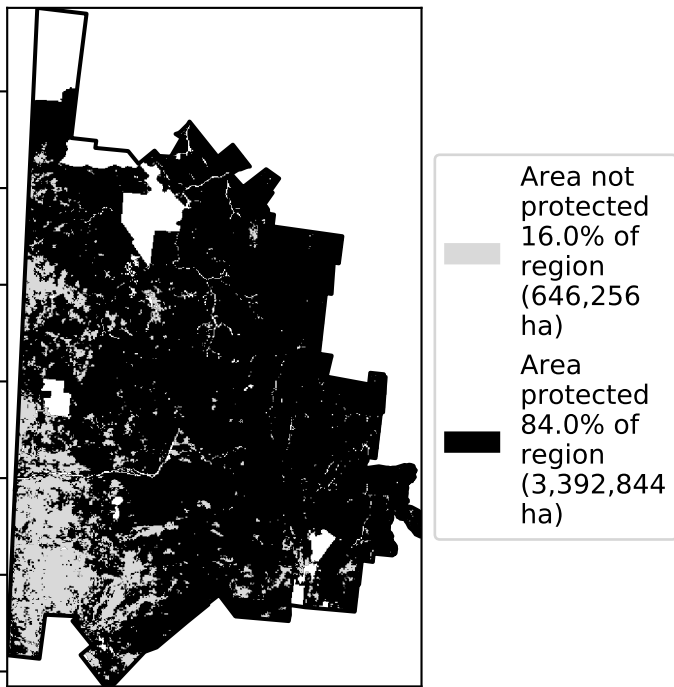 Area not
protected
16.0% of
region
(646,256
ha)
Area
protected
84.0% of
region
(3,392,844
ha)